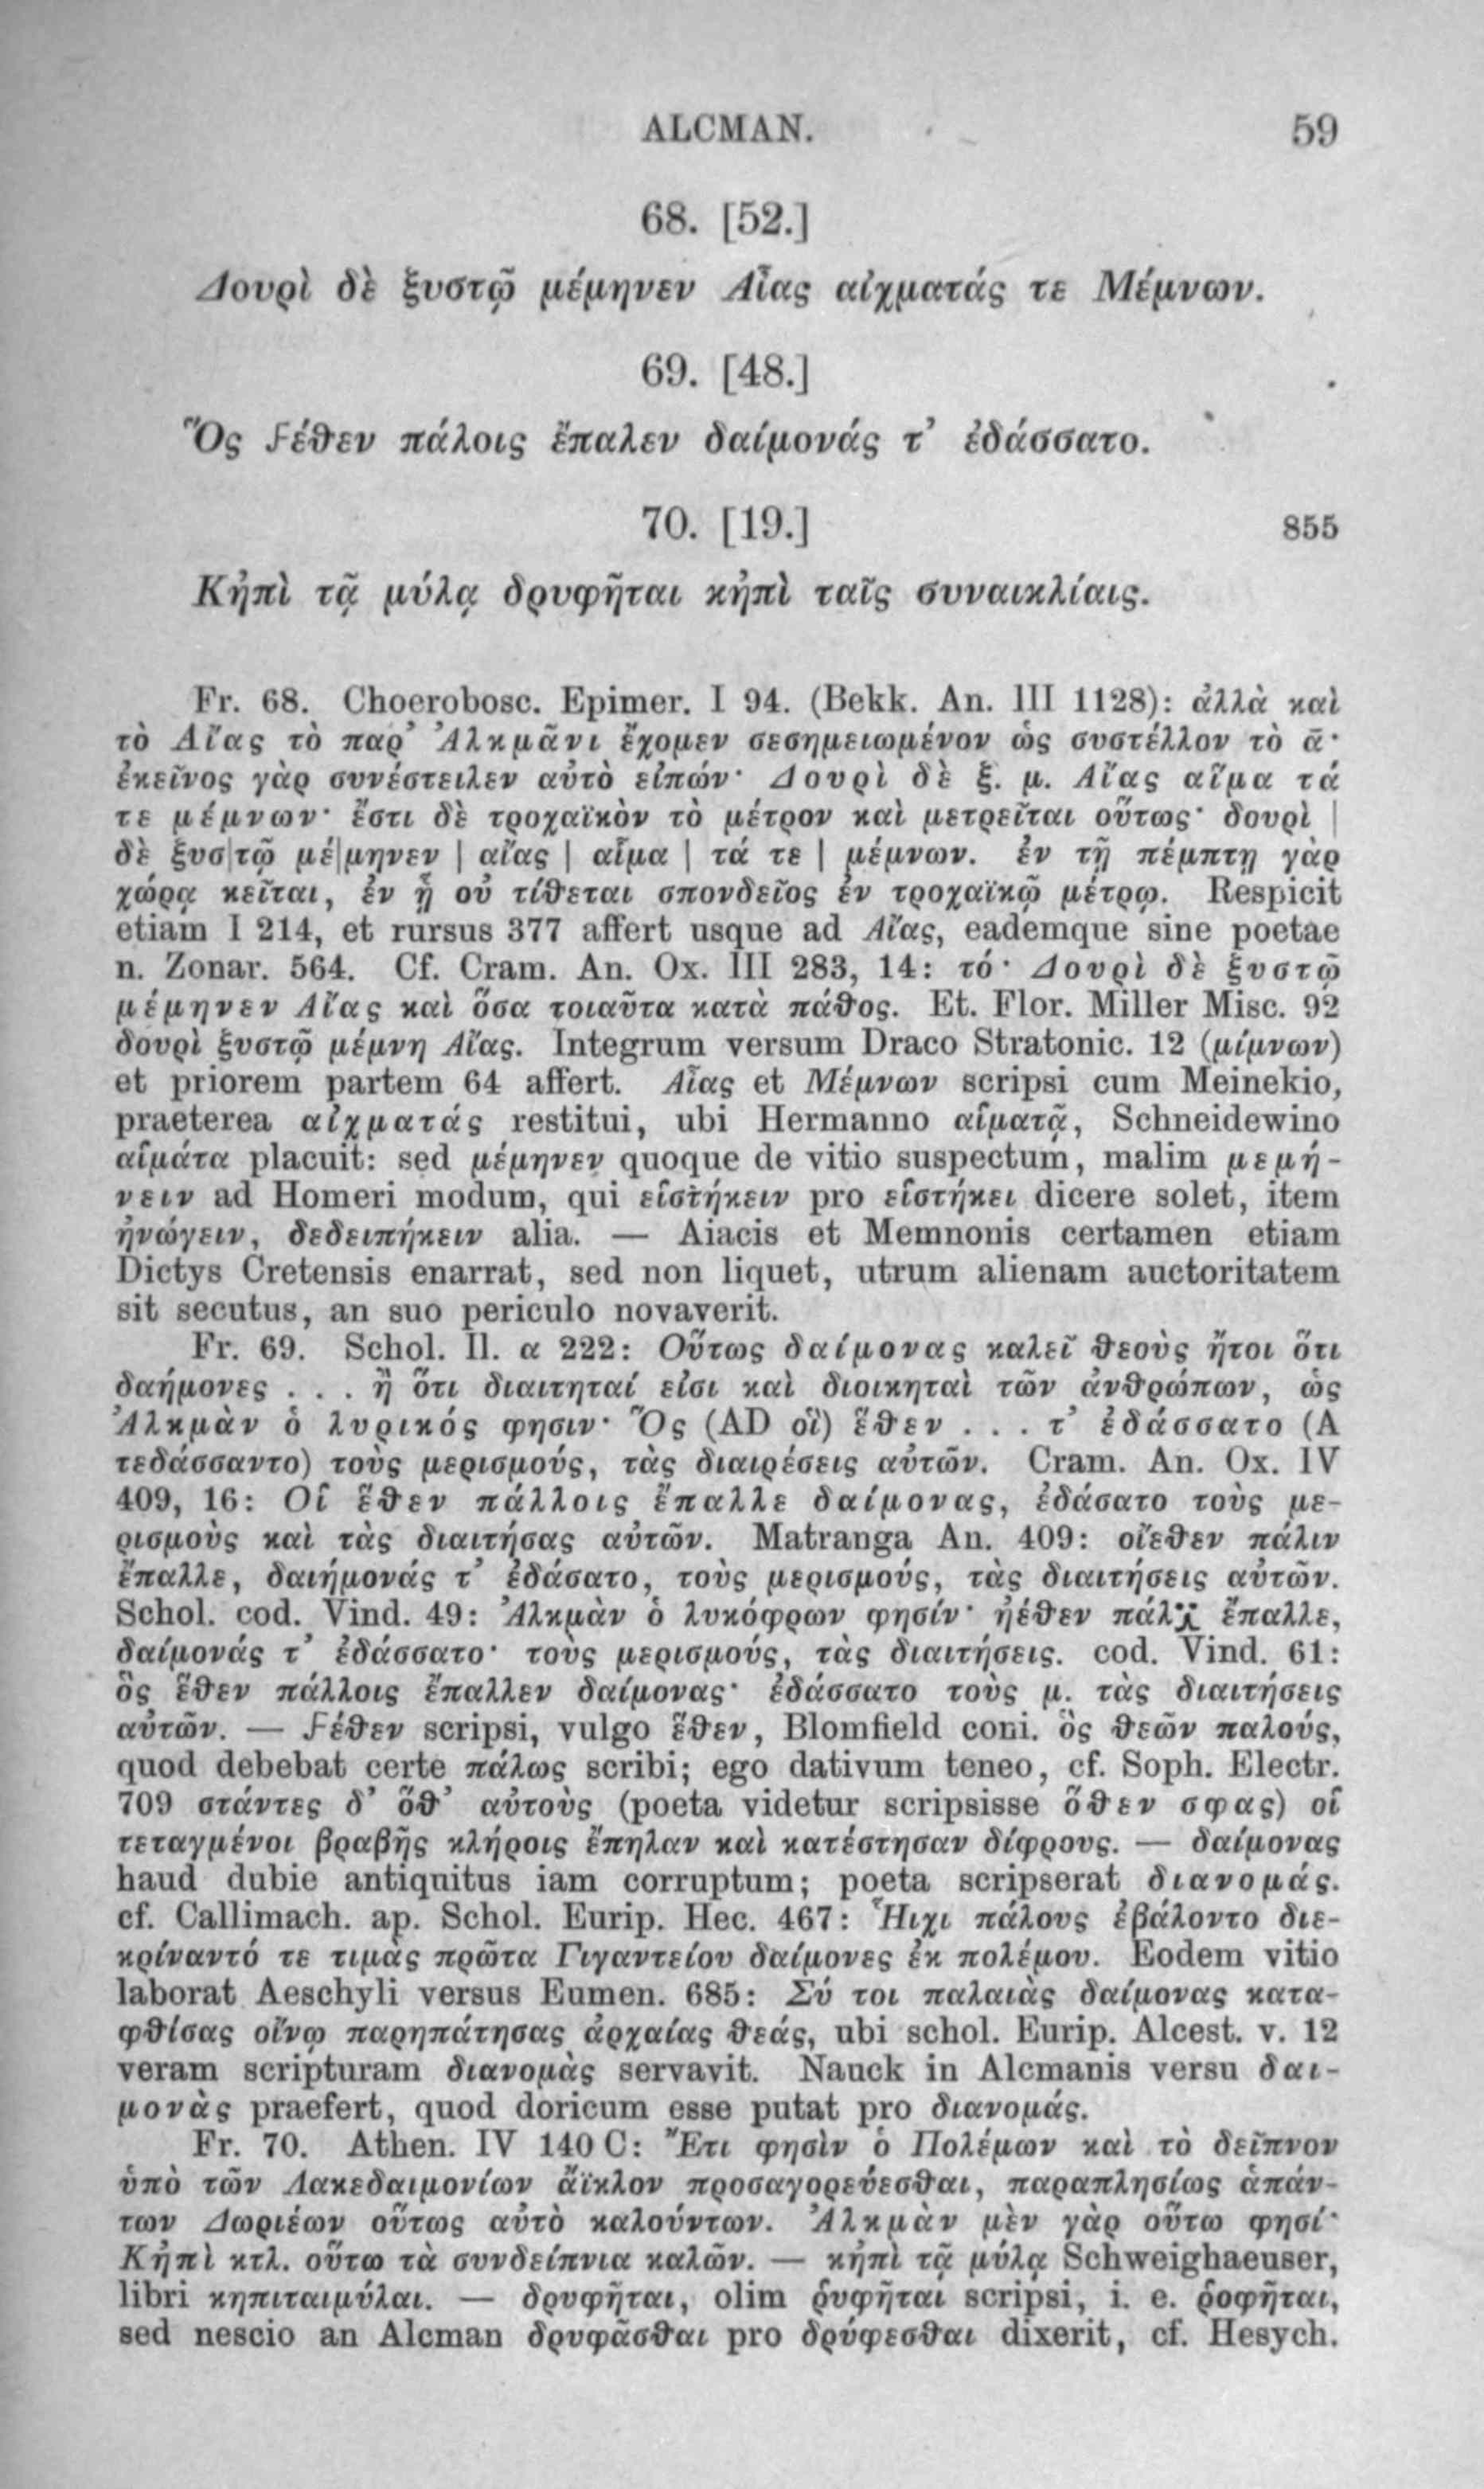 ALCMAN. 59
68. [52.]
Δουρὶ δὲ ξυστῷ μέμηνεν Αἶας αἰχματάς τε Μέμνων.
69. [48.]
Ὃς ϝέθεν πάλοις ἔπαλεν δαίμονάς τ’ ἐδάσσατο.
70. [19.] 855
Κἠπὶ τᾷ μύλᾳ δρυφῆται κἠπὶ ταῖς συναικλίαις.
Fr. 68. Choerobosc. Epimer. I 94. (Bekk. An. III 1128): ἀλλὰ καὶ
τὸ Αἴας τὸ παρ’ Ἀλκμᾶνι ἔχομεν σεσημειωμένον ὡς συστέλλον τὸ ᾱ·
ἐκεῖνος γὰρ συνέστειλεν αὐτὸ εἰπών· Δουρὶ δὲ ξ. μ. Αἴας αἷμα τά
τε μέμνων· ἔστι δὲ τροχαϊκὸν τὸ μέτρον καὶ μετρεῖται οὕτως· δουρὶ |
δὲ ξυσ|τῷ μέ|μηνεν | αἴας | αἷμα | τά τε | μέμνων. ἐν τῇ πέμπτῃ γὰρ
χώρᾳ κεῖται, ἐν ᾗ οὐ τίθεται σπονδεῖος ἐν τροχαϊκῷ μέτρῳ. Respicit
etiam I 214, et rursus 377 affert usque ad Αἴας, eademque sine poetae
n. Zonar. 564. Cf. Cram. An. Ox. III 283, 14: τό· Δουρὶ δὲ ξυστῷ
μέμηνεν Αἴας καὶ ὅσα τοιαῦτα κατὰ πάθος. Et. Flor. Miller Misc. 92
δουρὶ ξυστῷ μέμνη Αἴας. Integrum versum Draco Stratonic. 12 (μίμνων)
et priorem partem 64 affert. Αἶας et Μέμνων scripsi cum Meinekio,
praeterea αἰχματάς restitui, ubi Hermanno αἱματᾷ, Schneidewino
αἱμάτα placuit: sed μέμηνεν quoque de vitio suspectum, malim μεμή-
νειν ad Homeri modum, qui εἱστήκειν pro εἱστήκει dicere solet, item
ἠνώγειν, δεδειπήκειν alia. — Aiacis et Memnonis certamen etiam
Dictys Cretensis enarrat, sed non liquet, utrum alienam auctoritatem
sit secutus, an suo periculo novaverit.
Fr. 69. Schol. Il. α 222: Οὕτως δαίμονας καλεῖ θεοὺς ἤτοι ὅτι
δαήμονες . . . ἢ ὅτι διαιτηταί εἰσι καὶ διοικηταὶ τῶν ἀνθρώπων, ὡς
Ἀλκμὰν ὁ λυρικός φησιν· Ὃς (AD οἳ) ἕθεν . . . τ’ ἐδάσσατο (A
τεδάσσαντο) τοὺς μερισμούς, τὰς διαιρέσεις αὐτῶν. Cram. An. Ox. IV
409, 16: Οἱ ἕθεν πάλλοις ἔπαλλε δαίμονας, ἐδάσατο τοὺς με-
ρισμοὺς καὶ τὰς διαιτήσας αὐτῶν. Matranga An. 409: οἵεθεν πάλιν
ἔπαλλε, δαιήμονάς τ’ ἐδάσατο, τοὺς μερισμούς, τὰς διαιτήσεις αὐτῶν.
Schol. cod. Vind. 49: Ἀλκμὰν ὁ λυκόφρων φησίν· ἠέθεν ἔπαλλε,
δαίμονάς τ’ ἐδάσσατο· τοὺς μερισμούς, τὰς διαιτήσεις. cod. Vind. 61:
ὃς ἕθεν πάλλοις ἔπαλλεν δαίμονας· ἐδάσσατο τοὺς μ. τὰς διαιτήσεις
αὐτῶν. — ϝέθεν scripsi, vulgo ἕθεν, Blomfield coni. ὃς θεῶν παλούς,
quod debebat certe πάλως scribi; ego dativum teneo, cf. Soph. Electr.
709 στάντες δ’ ὅθ’ αὐτοὺς (poeta videtur scripsisse ὅθεν σφας) οἱ
τεταγμένοι βραβῆς κλήροις ἔπηλαν καὶ κατέστησαν δίφρους. — δαίμονας
haud dubie antiquitus iam corruptum; poeta scripserat διανομάς.
cf. Callimach. ap. Schol. Eurip. Hec. 467: Ἧιχι πάλους ἐβάλοντο διε-
κρίναντό τε τιμὰς πρῶτα Γιγαντείου δαίμονες ἐκ πολέμου. Eodem vitio
laborat Aeschyli versus Eumen. 685: Σύ τοι παλαιὰς δαίμονας κατα-
φθίσας οἴνῳ παρηπάτησας ἀρχαίας θεάς, ubi schol. Eurip. Alcest. v. 12
veram scripturam διανομὰς servavit. Nauck in Alcmanis versu δαι-
μονὰς praefert, quod doricum esse putat pro διανομάς.
Fr. 70. Athen. IV 140 C: Ἔτι φησὶν ὁ Πολέμων καὶ τὸ δεῖπνον
ὑπὸ τῶν Λακεδαιμονίων ἄϊκλον προσαγορεύεσθαι, παραπλησίως ἁπάν-
των Δωριέων οὕτως αὐτὸ καλούντων. Ἀλκμὰν μὲν γὰρ οὕτω φησί·
Κἠπὶ κτλ. οὕτω τὰ συνδείπνια καλῶν. — κἠπὶ τᾷ μύλᾳ Schweighaeuser,
libri κηπιταιμύλαι. — δρυφῆται, olim ῥυφῆται scripsi, i. e. ῥοφῆται,
sed nescio an Alcman δρυφᾶσθαι pro δρύφεσθαι dixerit, cf. Hesych.